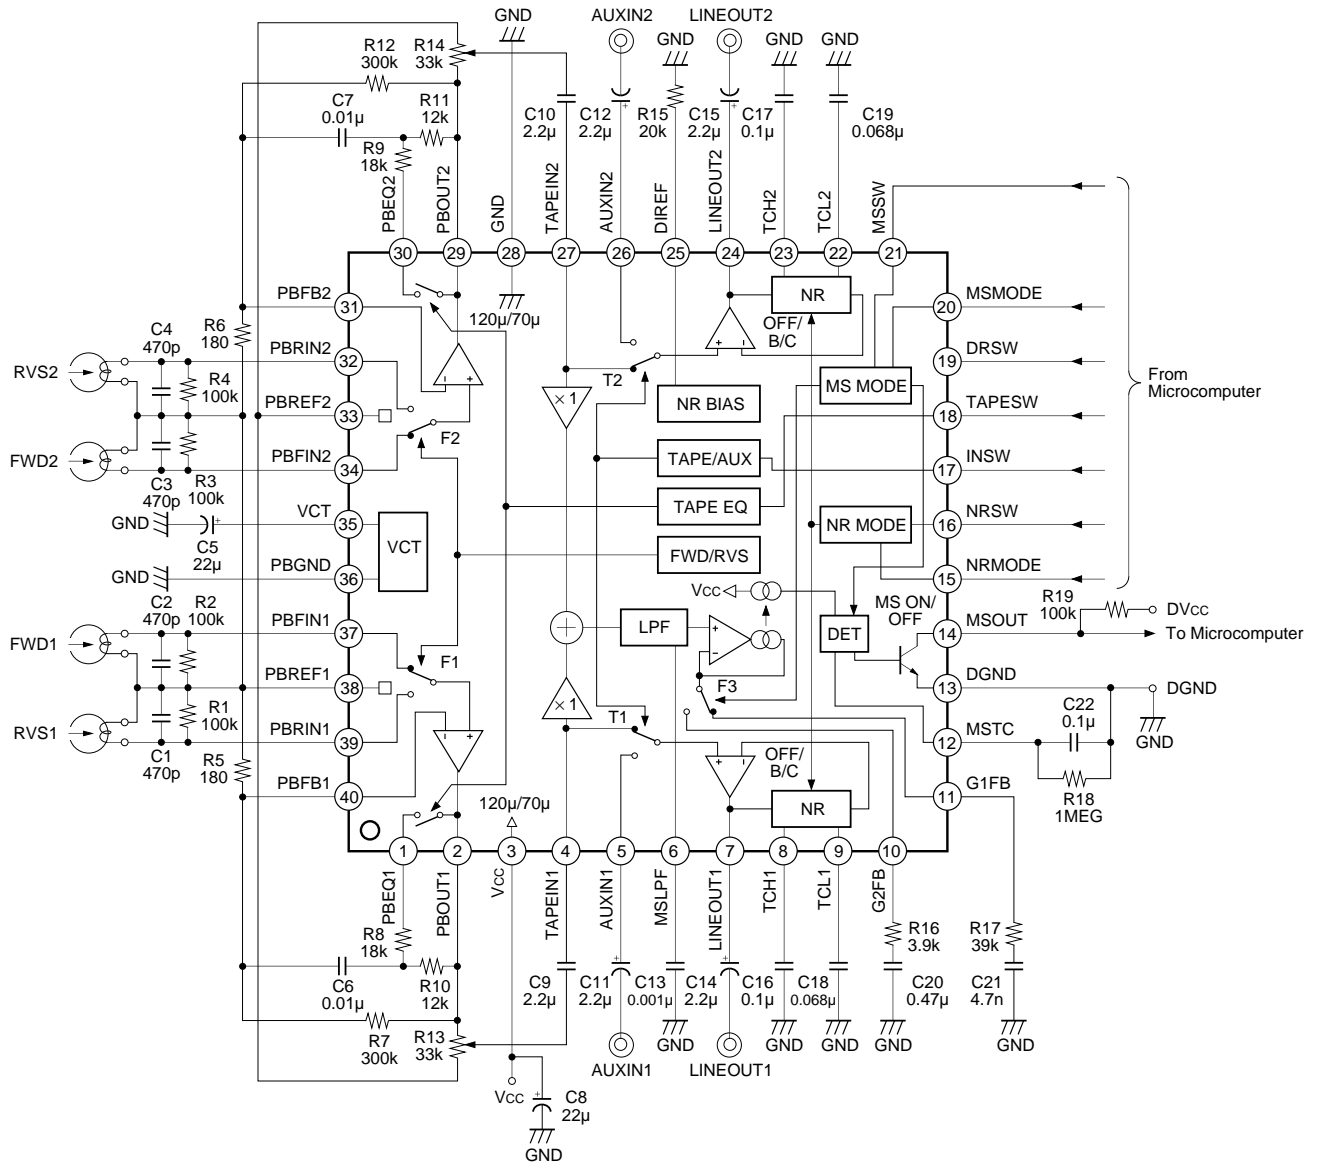 GND
AUXIN2
LINEOUT2
R12
300k
R14
33k
GND
GND
GND
C7
0.01µ
R11
12k
C10
2.2µ
C12
2.2µ
R15
20k
C15
2.2µ
C17
0.1µ
C19
0.068µ
R9
18k
PBEQ2
PBOUT2
GND
TAPEIN2
AUXIN2
DIREF
LINEOUT2
TCH2
TCL2
MSSW
30
29
28
27
26
25
24
23
22
21
PBFB2
31
120µ/70µ
NR
OFF/
B/C
20
MSMODE
R6
180
C4
470p
PBRIN2
32
19
DRSW
RVS2
R4
100k
T2
MS MODE
From
Microcomputer
PBREF2
33
F2
× 1
NR BIAS
18
TAPESW
FWD2
PBFIN2
34
TAPE/AUX
17
INSW
C3
470p
R3
100k
TAPE EQ
VCT
35
GND
C5
22µ
VCT
NR MODE
16
NRSW
FWD/RVS
PBGND
36
GND
15
NRMODE
C2
470p
R2
100k
VCC
MS ON/
OFF
R19
100k
DVCC
PBFIN1
37
LPF
DET
14
MSOUT
To Microcomputer
FWD1
F1
PBREF1
38
F3
13
DGND
DGND
R1
100k
× 1
C22
0.1µ
GND
RVS1
PBRIN1
39
T1
12
MSTC
C1
470p
R5
180
OFF/
B/C
PBFB1
40
120µ/70µ
NR
11
G1FB
R18
1MEG
1
2
3
4
5
6
7
8
9
10
PBEQ1
PBOUT1
VCC
TAPEIN1
AUXIN1
MSLPF
LINEOUT1
TCH1
TCL1
G2FB
R8
18k
R16
3.9k
R17
39k
C6
0.01µ
R10
12k
C9
2.2µ
C11
2.2µ
C13
0.001µ
C14
2.2µ
C16
0.1µ
C18
0.068µ
C20
0.47µ
C21
4.7n
R7
300k
R13
33k
AUXIN1
GND
LINEOUT1
GND
GND
GND
GND
VCC
C8
22µ
GND